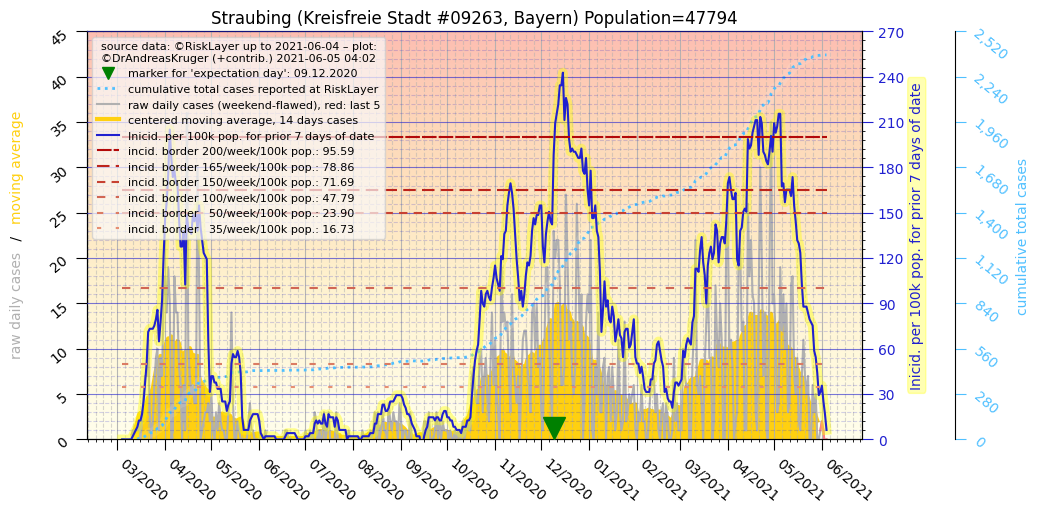 Straubing (Kreisfreie Stadt #09263, Bayern) Population=47794
source data: ©RiskLayer up to 2021-06-04 – plot:
©DrAndreasKruger (+contrib.) 2021-06-05 04:02
marker for 'expectation day': 09.12.2020
cumulative total cases reported at RiskLayer
raw daily cases (weekend-flawed), red: last 5
centered moving average, 14 days cases
Inicid. per 100k pop. for prior 7 days of date
incid. border 200/week/100k pop.: 95.59
incid. border 165/week/100k pop.: 78.86
incid. border 150/week/100k pop.: 71.69
incid. border 100/week/100k pop.: 47.79
incid. border   50/week/100k pop.: 23.90
incid. border   35/week/100k pop.: 16.73
raw daily cases / moving average
45
40
35
30
25
20
15
10
5
0
03/2020
04/2020
05/2020
06/2020
07/2020
08/2020
09/2020
10/2020
11/2020
12/2020
01/2021
02/2021
03/2021
04/2021
05/2021
06/2021
270
240
210
180
150
120
90
60
30
0
Inicid. per 100k pop. for prior 7 days of date
2,520
2,240
1,960
1,680
1,400
1,120
840
560
280
0
cumulative total cases